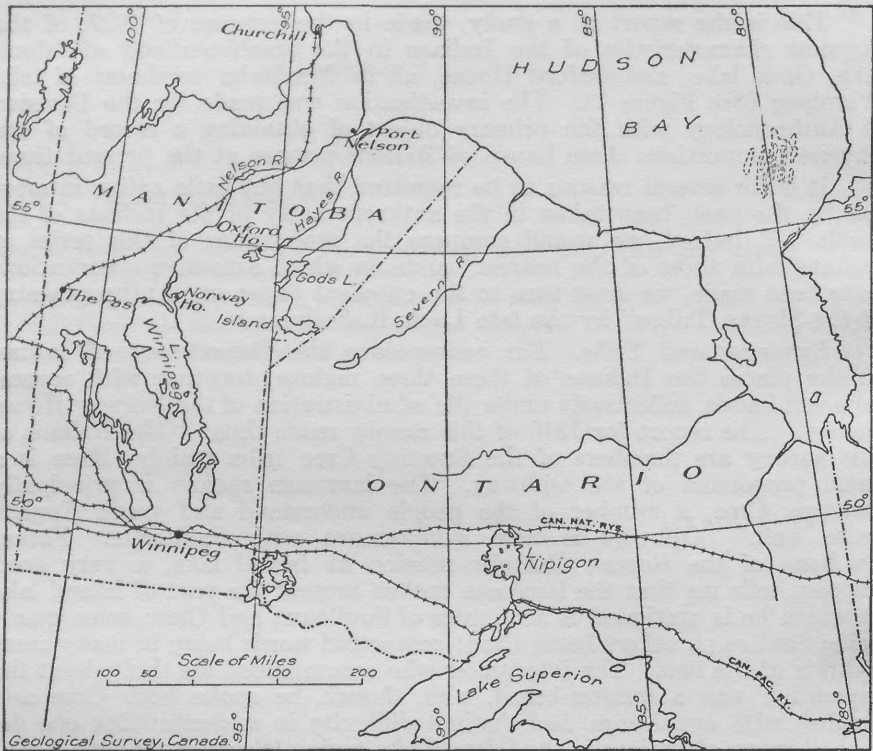 100
95°
90
85
80
Churchill
HUDSON
BAY
Port
Nelson
Nelson R.
MANITOBA
55°
55°
Hayes R.
Oxford
Ho.
Gods
The Pas
Norway
Ho.
Island
L. Winnipeg
Severn R.
ONTARIO
50°
50°
CAN. NAT. RYS.
Winnipeg
L.
Nipigon
Scale of Miles
100 50 0 100 200
CAN. PAC. RY.
Lake Superior
95°
90
85
80
Geological Survey, Canada.